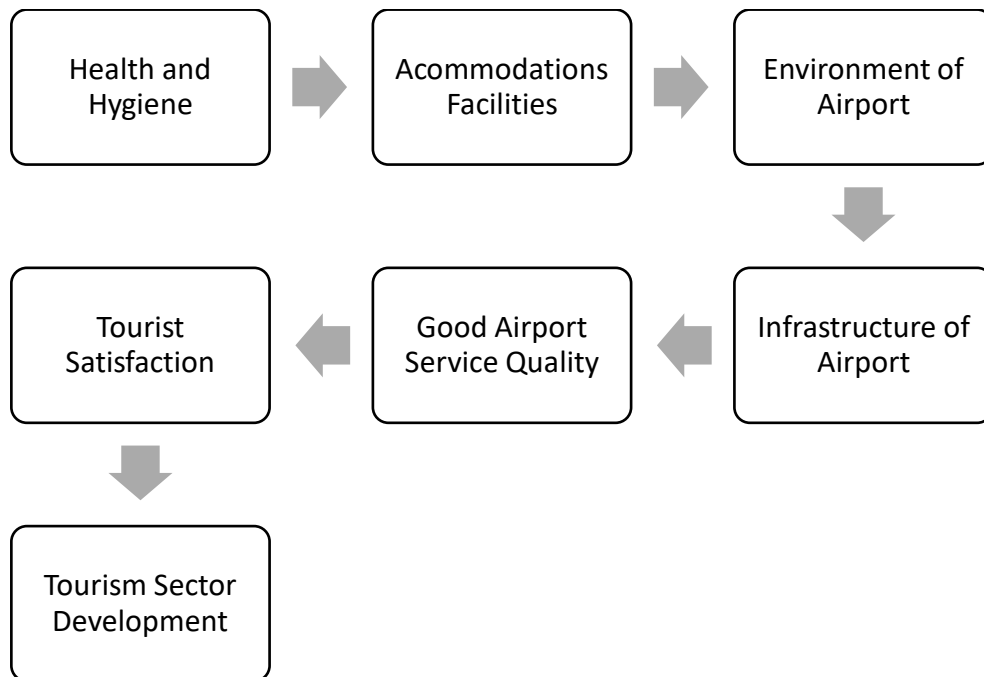 Health and
Hygiene
Acommodations
Facilities
Environment of
Airport
Infrastructure of
Airport
Good Airport
Service Quality
Tourist
Satisfaction
Tourism Sector
Development